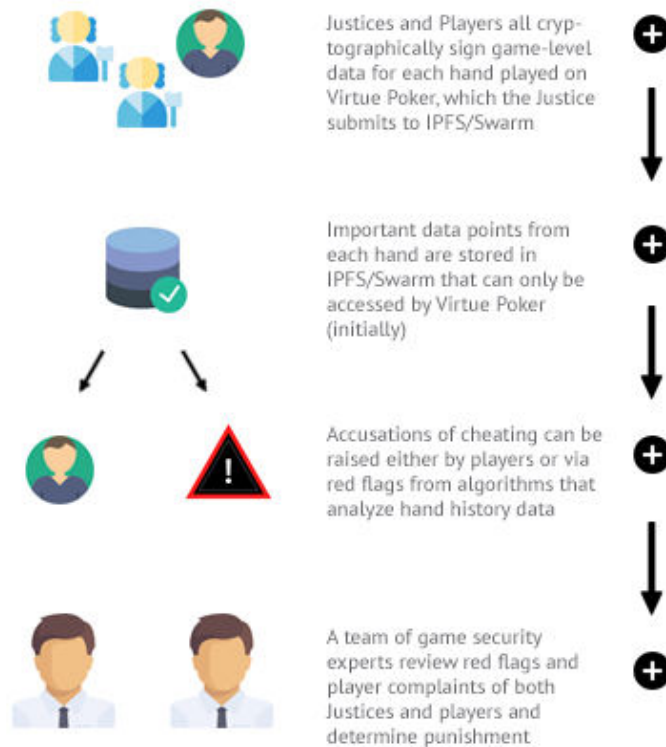 Justices and Players all cryp-
tographically sign game-level
data for each hand played on
Virtue Poker, which the Justice
submits to IPFS/Swarm
Important data points from
each hand are stored in
IPFS/Swarm that can only be
accessed by Virtue Poker
(initially)
!
Accusations of cheating can be
raised either by players or via
red flags from algorithms that
analyze hand history data
A team of game security
experts review red flags and
player complaints of both
Justices and players and
determine punishment